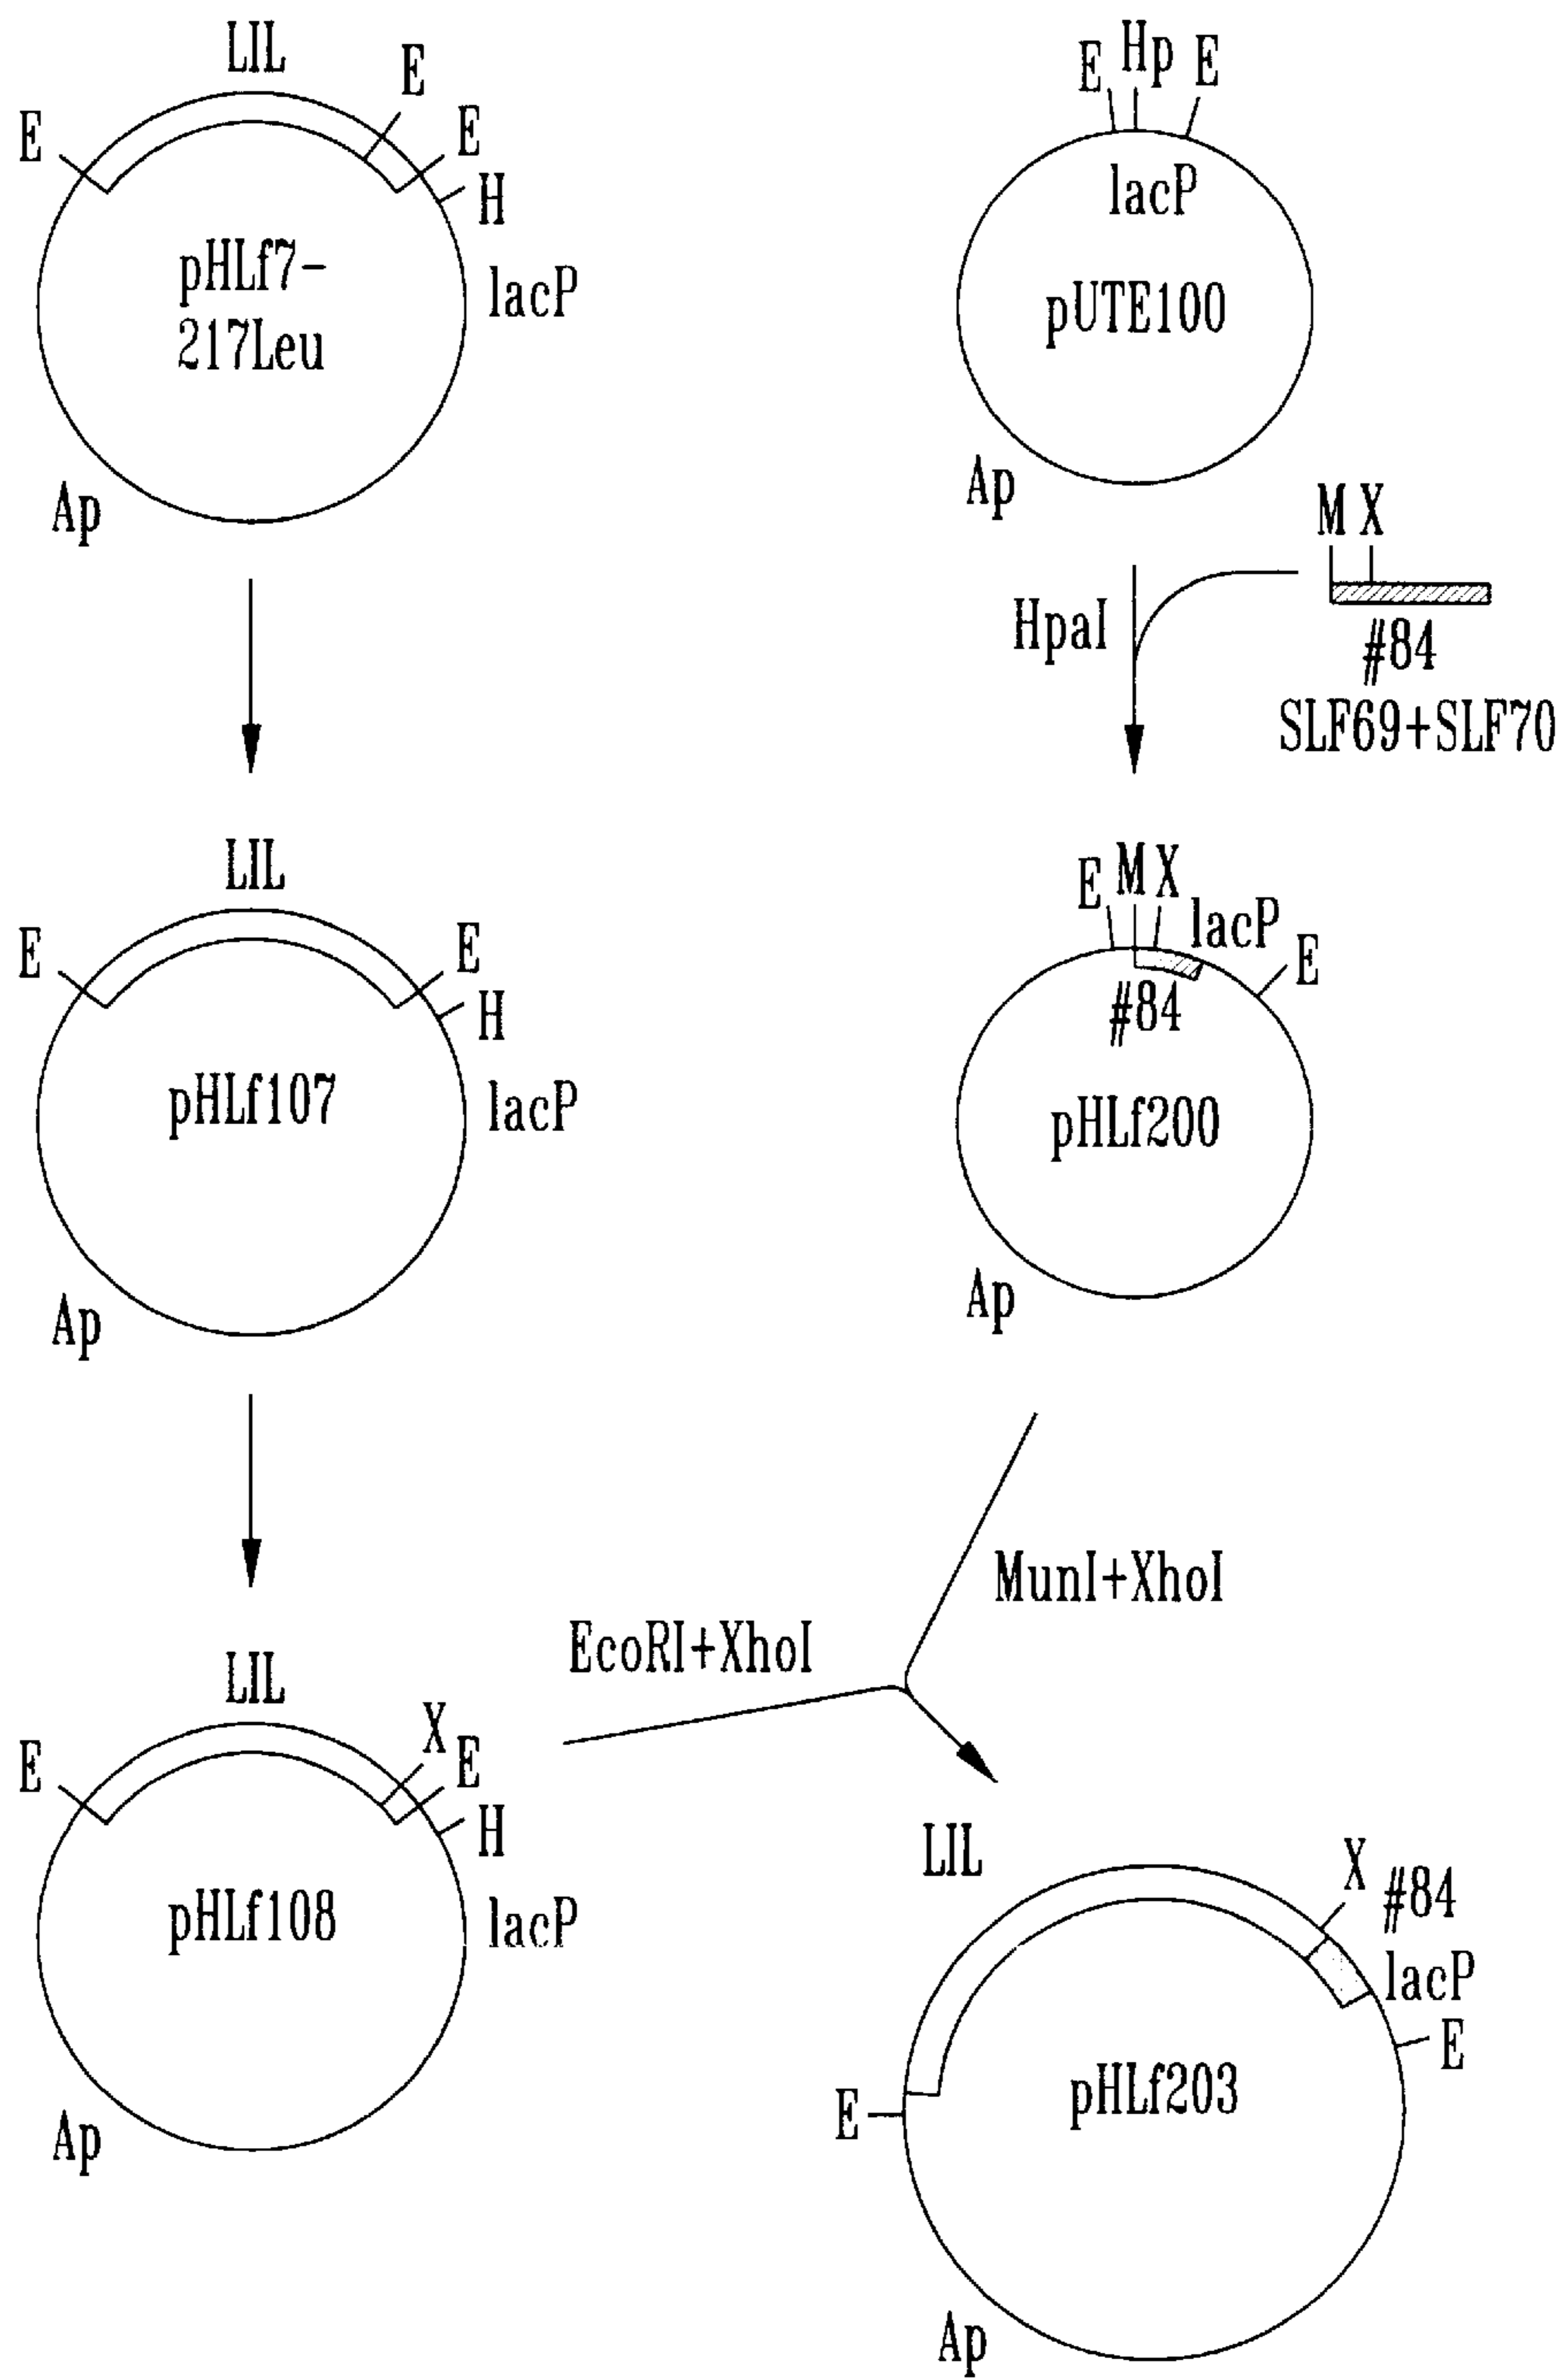 LIL
E
E
E
H
pHLf7-
217Leu
lacP
Ap
E Hp E
lacP
pUTE100
Ap
HpaI
M X
#84
SLF69+SLF70
LIL
E
E
H
pHLf107
lacP
Ap
E M X
lacP
E
#84
pHLf200
Ap
MunI+XhoI
EcoRI+XhoI
LIL
E
X
E
H
pHLf108
lacP
Ap
LIL
X
#84
lacP
E
E
pHLf203
Ap